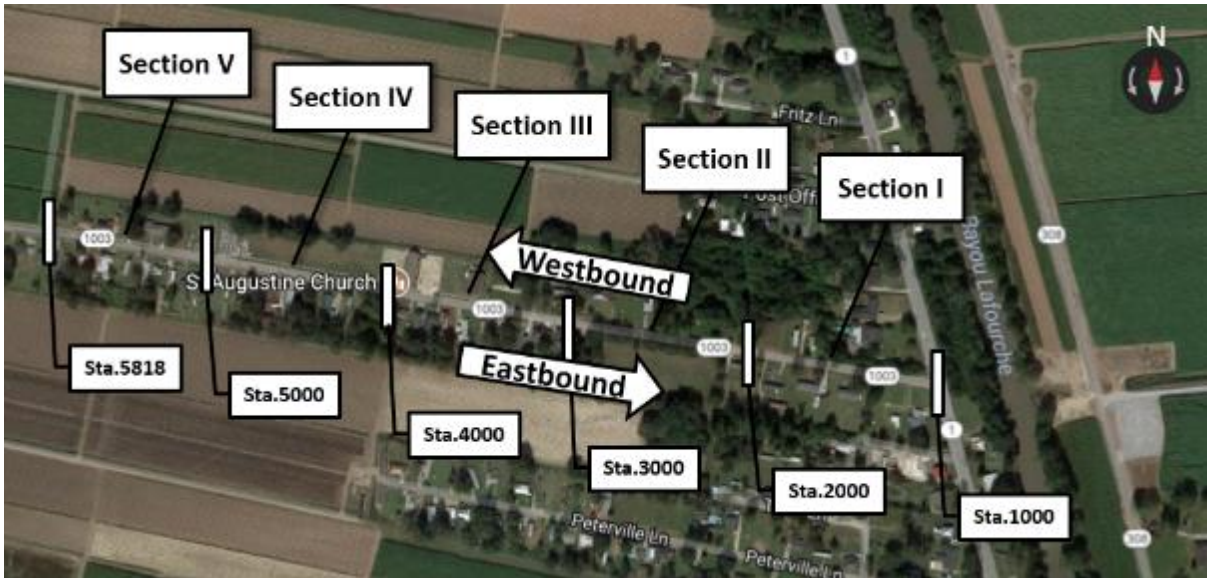 N
1
Section V
Section IV
Section III
Section II
Section I
Fritz Ln
Post Off
308
Bayou Lafourche
1003
St Augustine Church
Westbound
1003
Eastbound
1003
1003
Sta.5818
Sta.5000
Sta.4000
Sta.3000
Sta.2000
Sta.1000
1
Peterville Ln
Peterville Ln
308